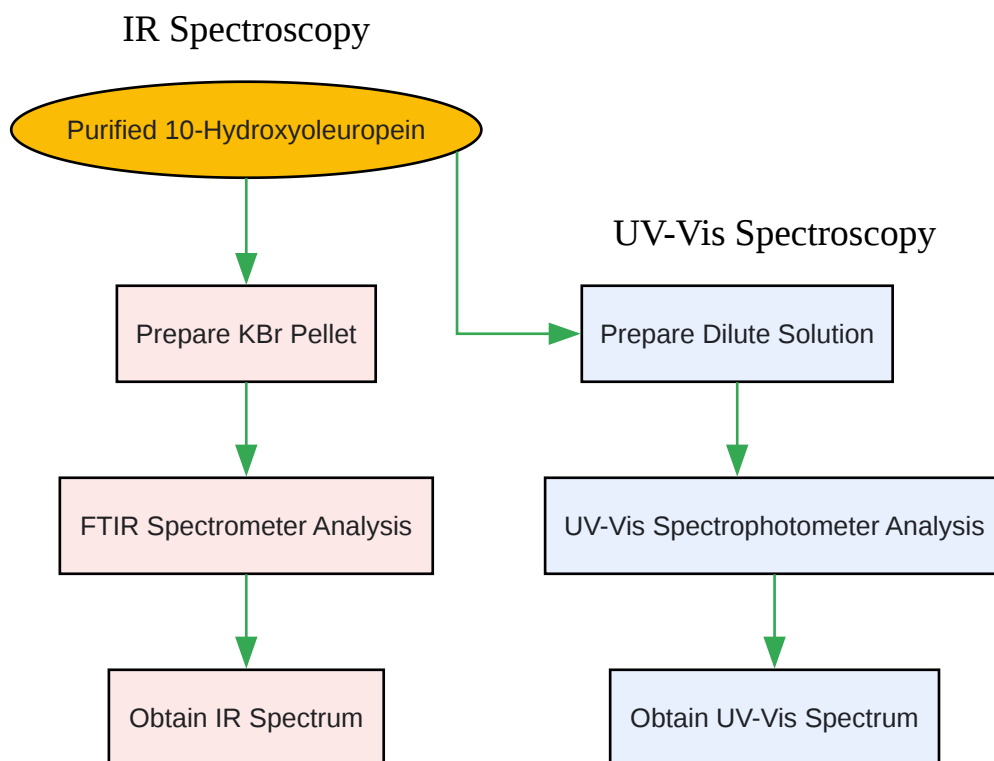 IR Spectroscopy
Purified 10-Hydroxyoleuropein
UV-Vis Spectroscopy
Prepare KBr Pellet
Prepare Dilute Solution
FTIR Spectrometer Analysis
UV-Vis Spectrophotometer Analysis
Obtain IR Spectrum
Obtain UV-Vis Spectrum